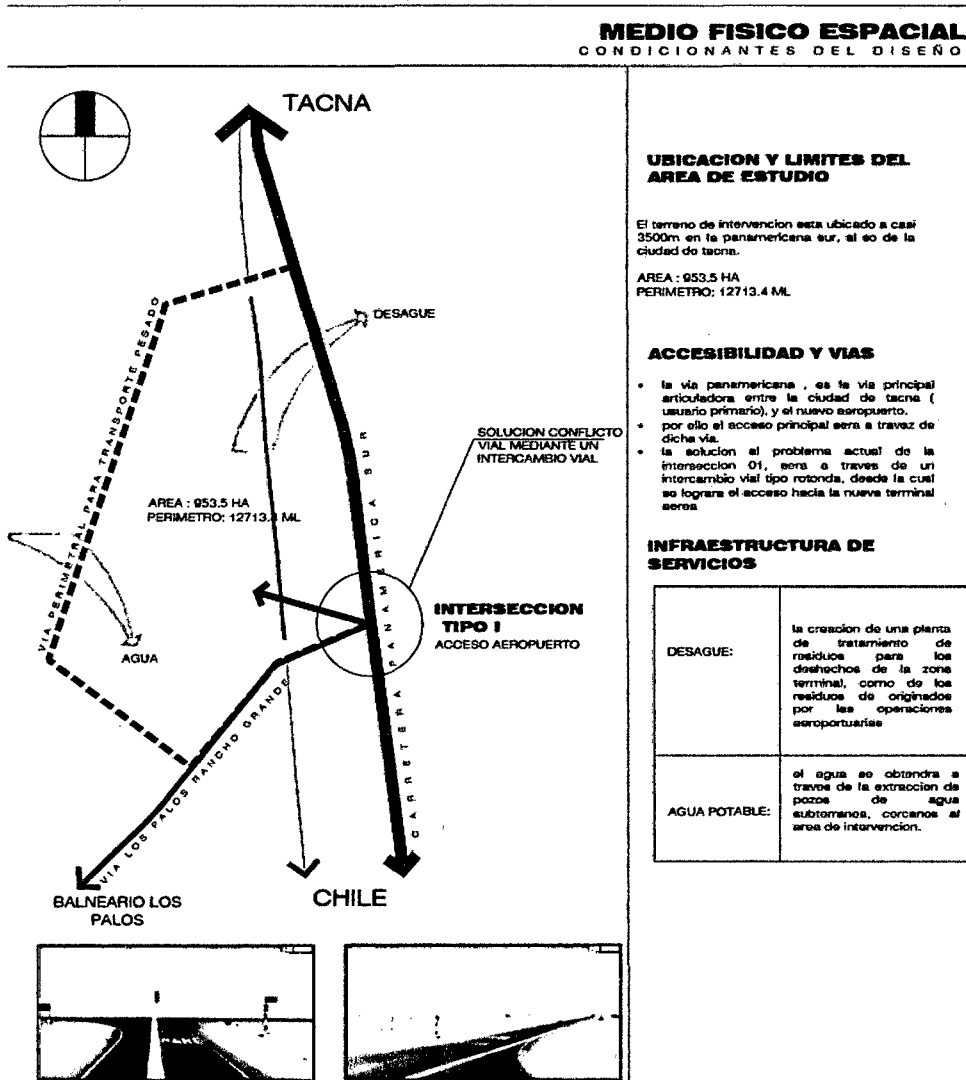 MEDIO FISICO ESPACIAL
CONDICIONANTES DEL DISEÑO
TACNA
DESAGUE
VIA PERIMETRAL PARA TRANSPORTE PESADO
SOLUCION CONFLICTO
VIAL MEDIANTE UN
INTERCAMBIO VIAL
AREA : 953.5 HA
PERIMETRO: 12713.4 ML
CARRETERA PANAMERICA SUR
INTERSECCION
TIPO I
ACCESO AEROPUERTO
AGUA
VIA LOS PALOS RANCHO GRANDE
BALNEARIO LOS
PALOS
CHILE
UBICACION Y LIMITES DEL
AREA DE ESTUDIO
El terreno de intervencion esta ubicado a casi
3500m en la panamericana sur, al so de la
ciudad de tacna.
AREA : 953.5 HA
PERIMETRO: 12713.4 ML
ACCESIBILIDAD Y VIAS
• la via panamericana , es la via principal
articuladora entre la ciudad de tacna (
usuario primario), y el nuevo aeropuerto.
• por ello el acceso principal sera a travez de
dicha via.
• la solucion al problema actual de la
interseccion 01, sera a traves de un
intercambio vial tipo rotonda, desde la cual
se lograra el acceso hacia la nueva terminal
aerea
INFRAESTRUCTURA DE
SERVICIOS
DESAGUE:
la creacion de una planta
de tratamiento de
residuos para los
deshechos de la zona
terminal, como de los
residuos de originados
por las operaciones
aeroportuarias
AGUA POTABLE:
el agua se obtendra a
traves de la extraccion de
pozos de agua
subterranea, cercanos al
area de intervencion.